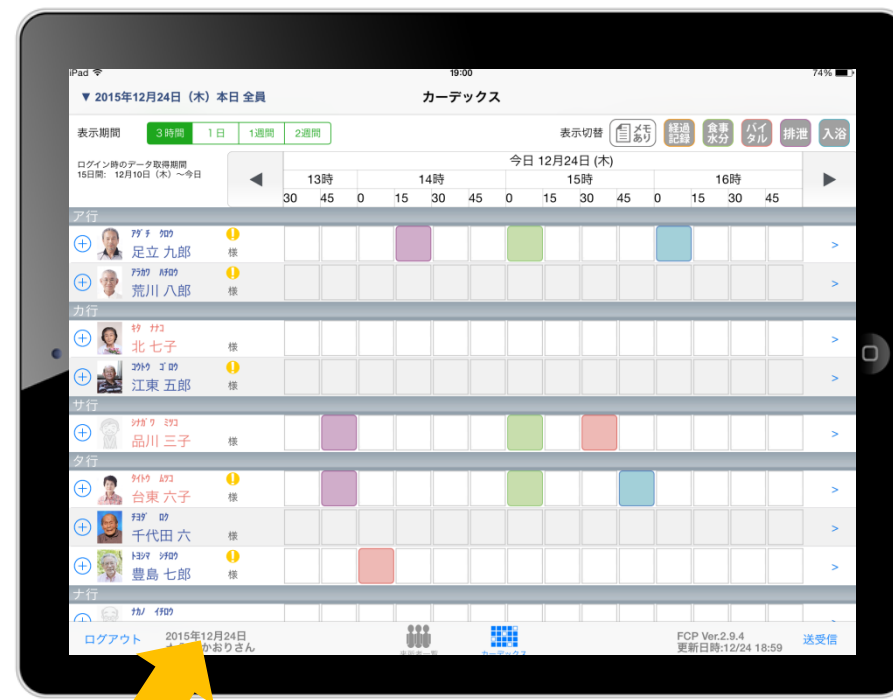 iPad 19:00 74%
▼ 2015年12月24日（木）本日 全員 カーデックス
表示期間 3時間 1日 1週間 2週間 表示切替 メモあり 経過記録 食事水分 バイタル 排泄 入浴
ログイン時のデータ取得期間
15日間: 12月10日（木）〜今日
今日 12月24日 (木)
13時 14時 15時 16時
30 45 0 15 30 45 0 15 30 45 0 15 30 45
ア行
ｱﾀﾞﾁ ｸﾛｳ
足立 九郎 様
ｱﾗｶﾜ ﾊﾁﾛｳ
荒川 八郎 様
カ行
ｷﾀ ﾅﾅｺ
北 七子 様
ｺｳﾄｳ ｺﾞﾛｳ
江東 五郎 様
サ行
ｼﾅｶﾞﾜ ﾐﾂｺ
品川 三子 様
タ行
ﾀｲﾄｳ ﾑﾂｺ
台東 六子 様
ﾁﾖﾀﾞ ﾛｸ
千代田 六 様
ﾄﾖｼﾏ ｼﾁﾛｳ
豊島 七郎 様
ナ行
ﾅｶﾉ ｲﾁﾛｳ
ログアウト 2015年12月24日
かおりさん
カーデックス
FCP Ver.2.9.4
更新日時:12/24 18:59
送受信